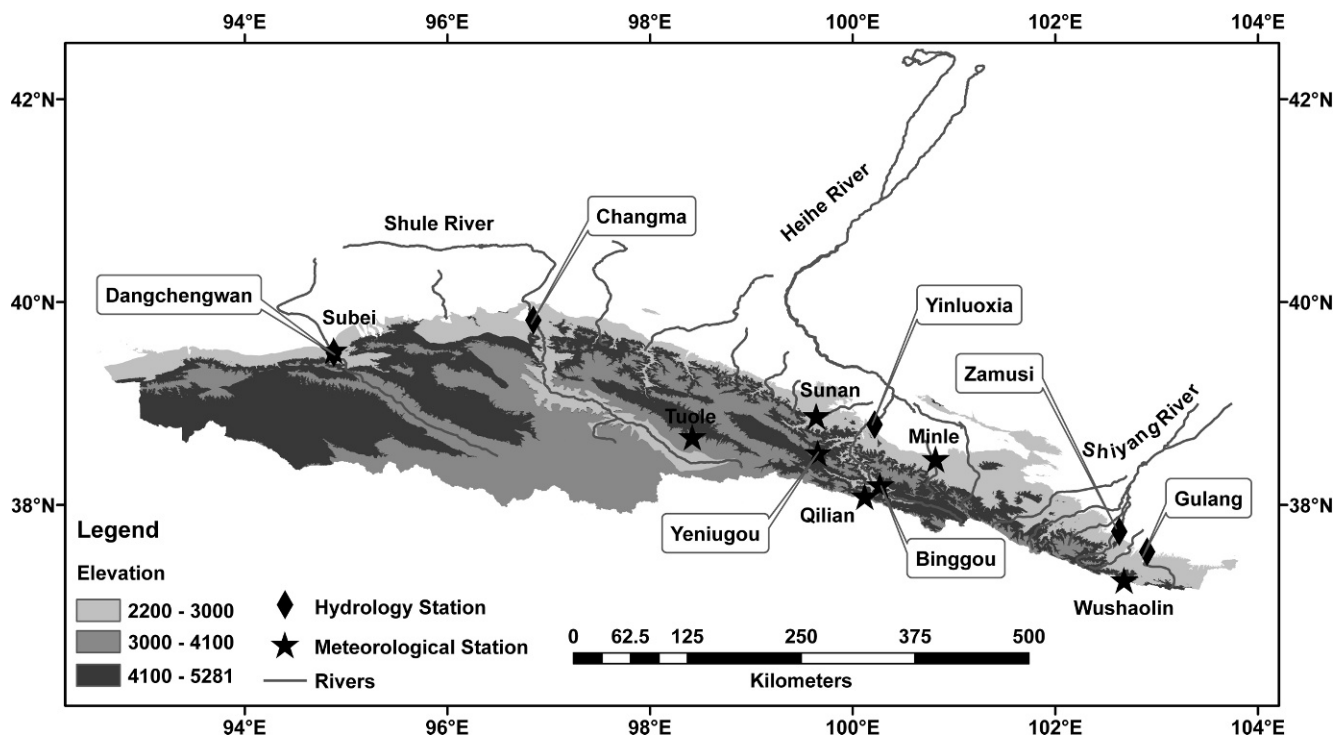 94°E 96°E 98°E 100°E 102°E 104°E
42°N 42°N
Heihe River
Changma
Shule River
Dangchengwan
Subei
40°N 40°N
Yinluoxia
Zamusi
Sunan
Tuole
Minle
ShiyangRiver
Gulang
38°N 38°N
Qilian
Yeniugou
Binggou
Wushaolin
Legend
Elevation
2200 - 3000
3000 - 4100
4100 - 5281
Hydrology Station
Meteorological Station
Rivers
0 62.5 125 250 375 500
Kilometers
94°E 96°E 98°E 100°E 102°E 104°E